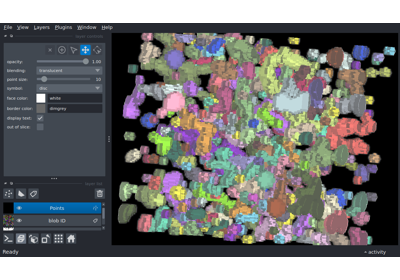 File View Layers Plugins Window Help
opacity: 1.00
blending: translucent
point size: 10
symbol: disc
face color: white
border color: dimgrey
display text: ✓
out of slice:
Points
blob ID
Ready
activity